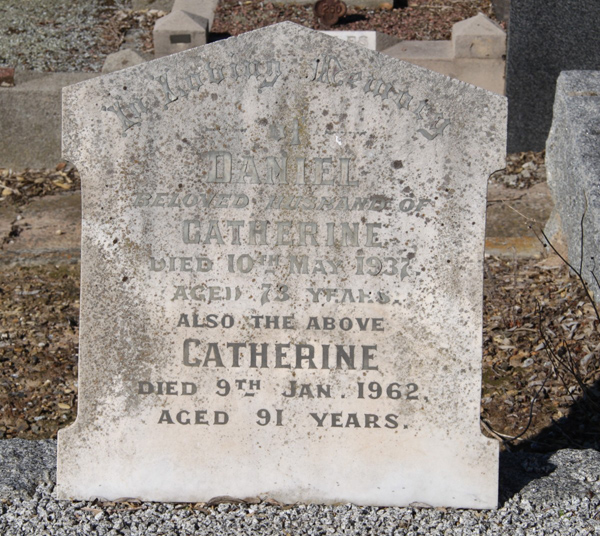 In Loving Memory
of
DANIEL
BELOVED HUSBAND OF
CATHERINE
DIED 10TH MAY 1937.
AGED 73 YEARS.
ALSO THE ABOVE
CATHERINE
DIED 9TH JAN. 1962.
AGED 91 YEARS.